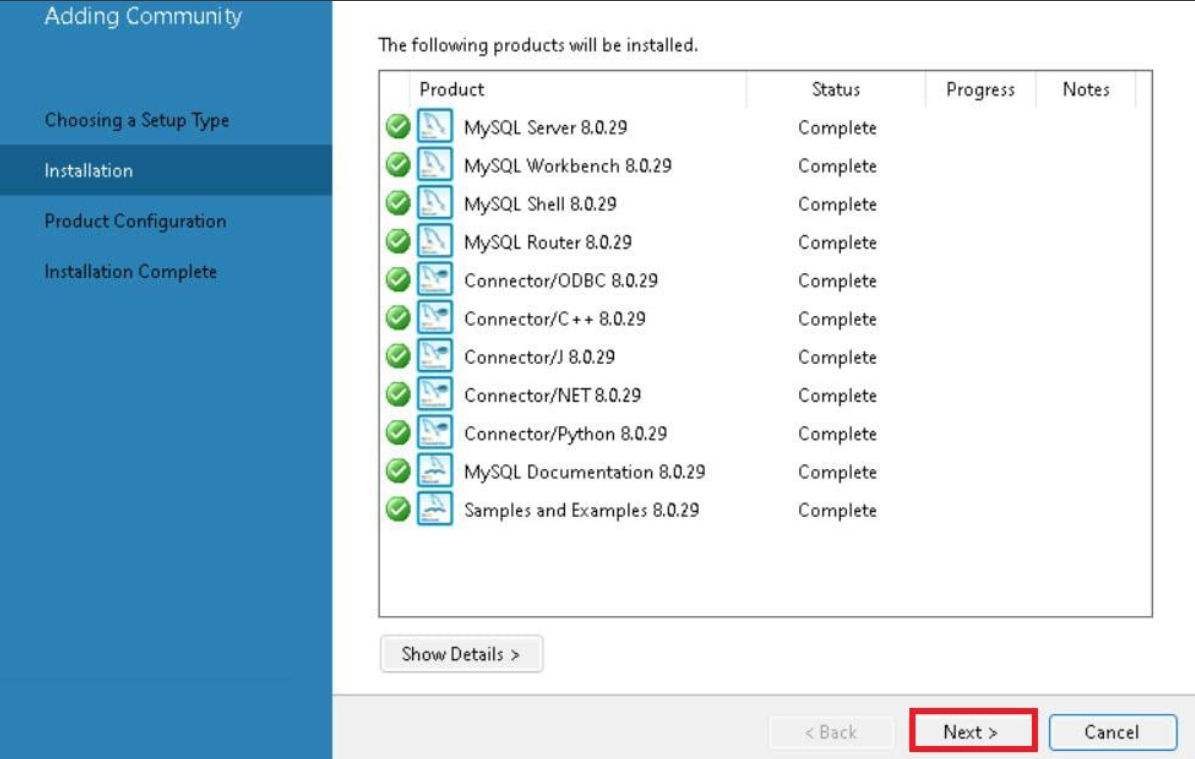 Adding Community
Choosing a Setup Type
Installation
Product Configuration
Installation Complete
The following products will be installed.
Product Status Progress Notes
MySQL Server 8.0.29 Complete
MySQL Workbench 8.0.29 Complete
MySQL Shell 8.0.29 Complete
MySQL Router 8.0.29 Complete
Connector/ODBC 8.0.29 Complete
Connector/C++ 8.0.29 Complete
Connector/J 8.0.29 Complete
Connector/NET 8.0.29 Complete
Connector/Python 8.0.29 Complete
MySQL Documentation 8.0.29 Complete
Samples and Examples 8.0.29 Complete
Show Details >
< Back Next > Cancel